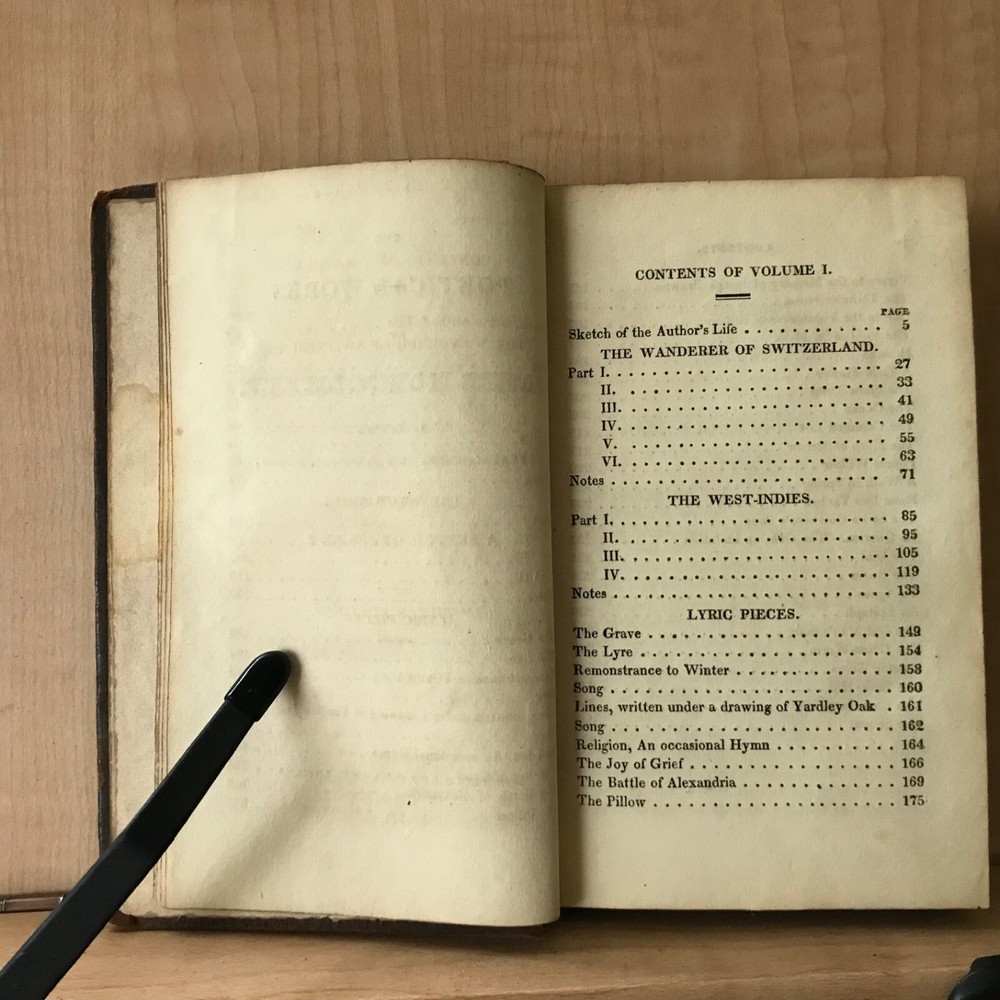 CONTENTS OF VOLUME I.
PAGE
Sketch of the Author's Life . . . . . . . . . . . . 5
THE WANDERER OF SWITZERLAND.
Part I. . . . . . . . . . . . . . . . . . . . . . . . 27
II. . . . . . . . . . . . . . . . . . . . . . . 33
III. . . . . . . . . . . . . . . . . . . . . . 41
IV. . . . . . . . . . . . . . . . . . . . . . 49
V. . . . . . . . . . . . . . . . . . . . . . . 55
VI. . . . . . . . . . . . . . . . . . . . . . 63
Notes . . . . . . . . . . . . . . . . . . . . . . . 71
THE WEST-INDIES.
Part I. . . . . . . . . . . . . . . . . . . . . . . . 85
II. . . . . . . . . . . . . . . . . . . . . . . 95
III. . . . . . . . . . . . . . . . . . . . . . 105
IV. . . . . . . . . . . . . . . . . . . . . . 119
Notes . . . . . . . . . . . . . . . . . . . . . . . 133
LYRIC PIECES.
The Grave . . . . . . . . . . . . . . . . . . . . 149
The Lyre . . . . . . . . . . . . . . . . . . . . . 154
Remonstrance to Winter . . . . . . . . . . . . . 158
Song . . . . . . . . . . . . . . . . . . . . . . . 160
Lines, written under a drawing of Yardley Oak . 161
Song . . . . . . . . . . . . . . . . . . . . . . . 162
Religion, An occasional Hymn . . . . . . . . . . 164
The Joy of Grief . . . . . . . . . . . . . . . . . 166
The Battle of Alexandria . . . . . . . . . . . . . 169
The Pillow . . . . . . . . . . . . . . . . . . . . 175